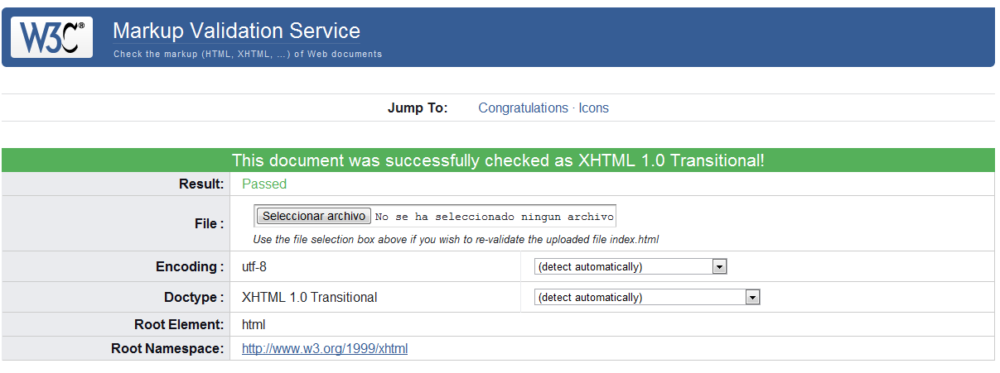 W3C®
Markup Validation Service
Check the markup (HTML, XHTML, ...) of Web documents
Jump To: Congratulations · Icons
This document was successfully checked as XHTML 1.0 Transitional!
Result: Passed
File : Seleccionar archivo No se ha seleccionado ningun archivo
Use the file selection box above if you wish to re-validate the uploaded file index.html
Encoding : utf-8 (detect automatically)
Doctype : XHTML 1.0 Transitional (detect automatically)
Root Element: html
Root Namespace: http://www.w3.org/1999/xhtml